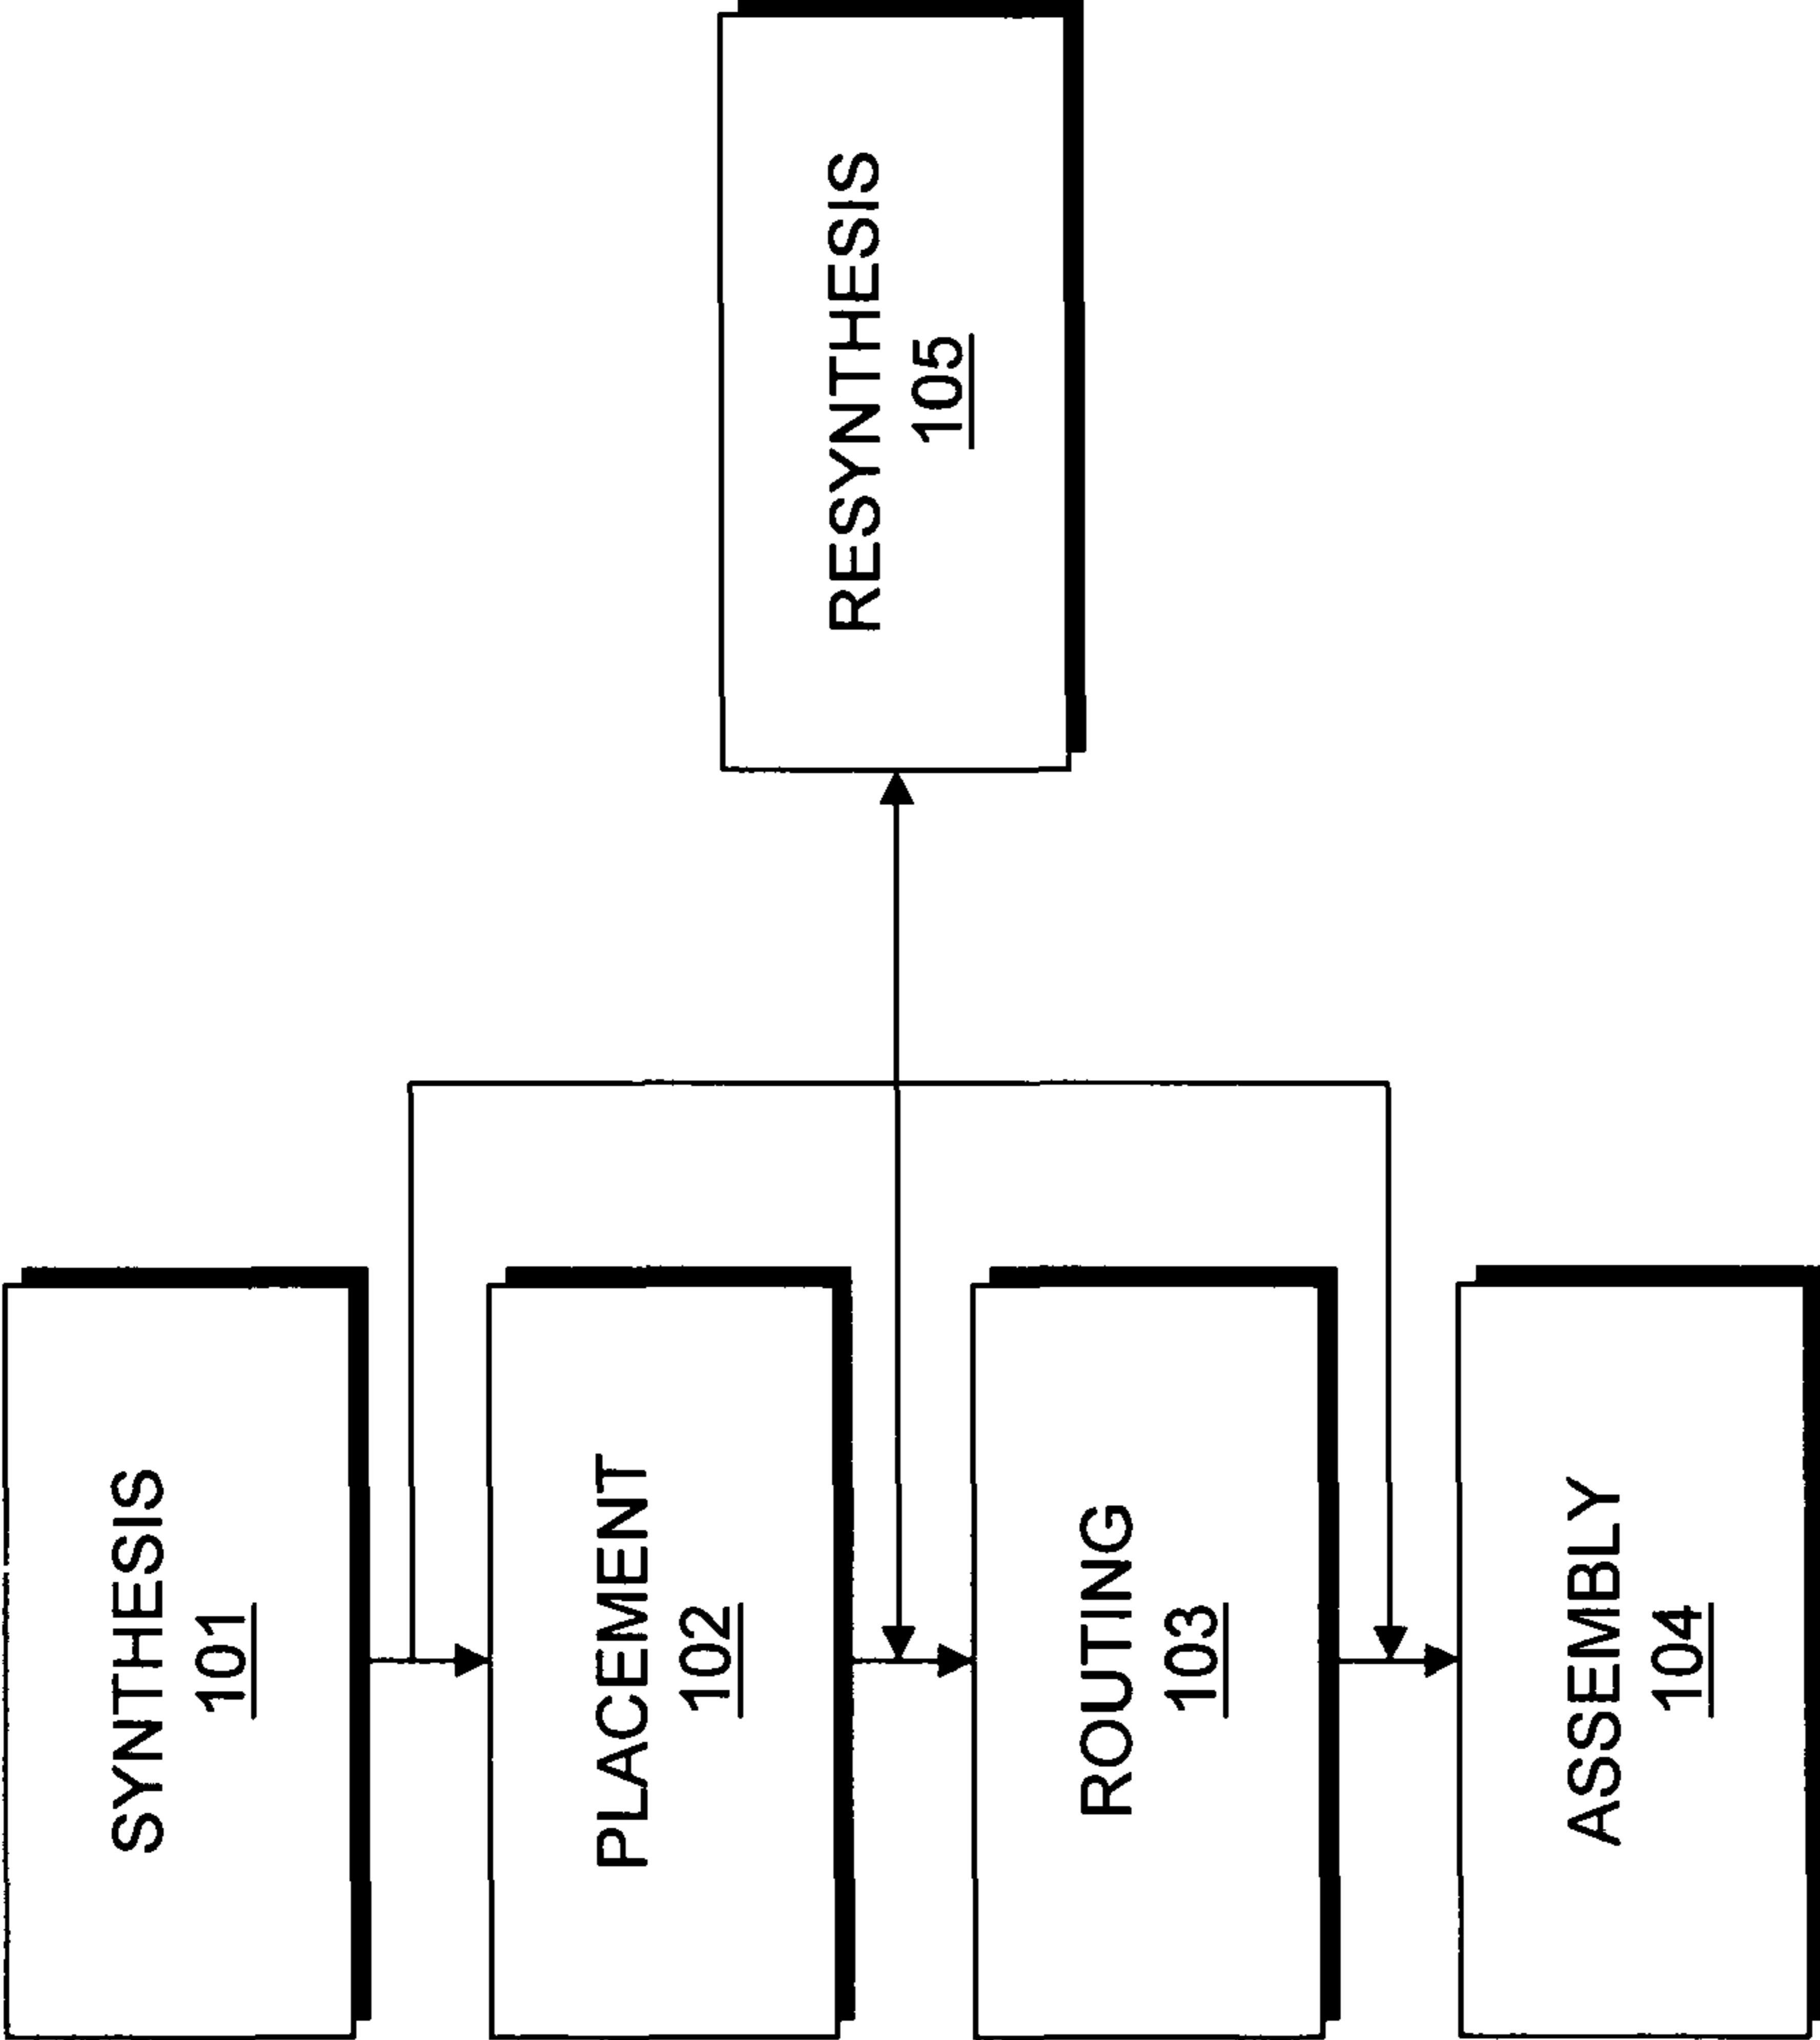 SYNTHESIS
101
PLACEMENT
102
ROUTING
103
ASSEMBLY
104
RESYNTHESIS
105